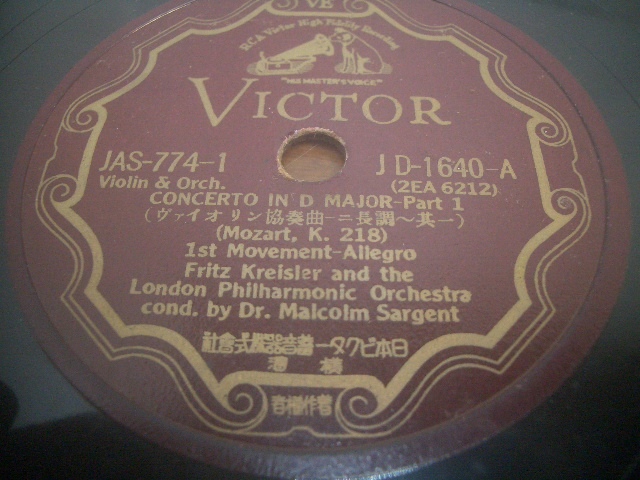 VE
RCA Victor High Fidelity Recording
"HIS MASTER'S VOICE"
VICTOR
JAS-774-1
JD-1640-A
Violin & Orch.
(2EA 6212)
CONCERTO IN D MAJOR-Part 1
(ヴァイオリン協奏曲-ニ長調～其一)
(Mozart, K. 218)
1st Movement-Allegro
Fritz Kreisler and the
London Philharmonic Orchestra
cond. by Dr. Malcolm Sargent
社會式株器音蓄ータクビ本日
濱横
音權作著